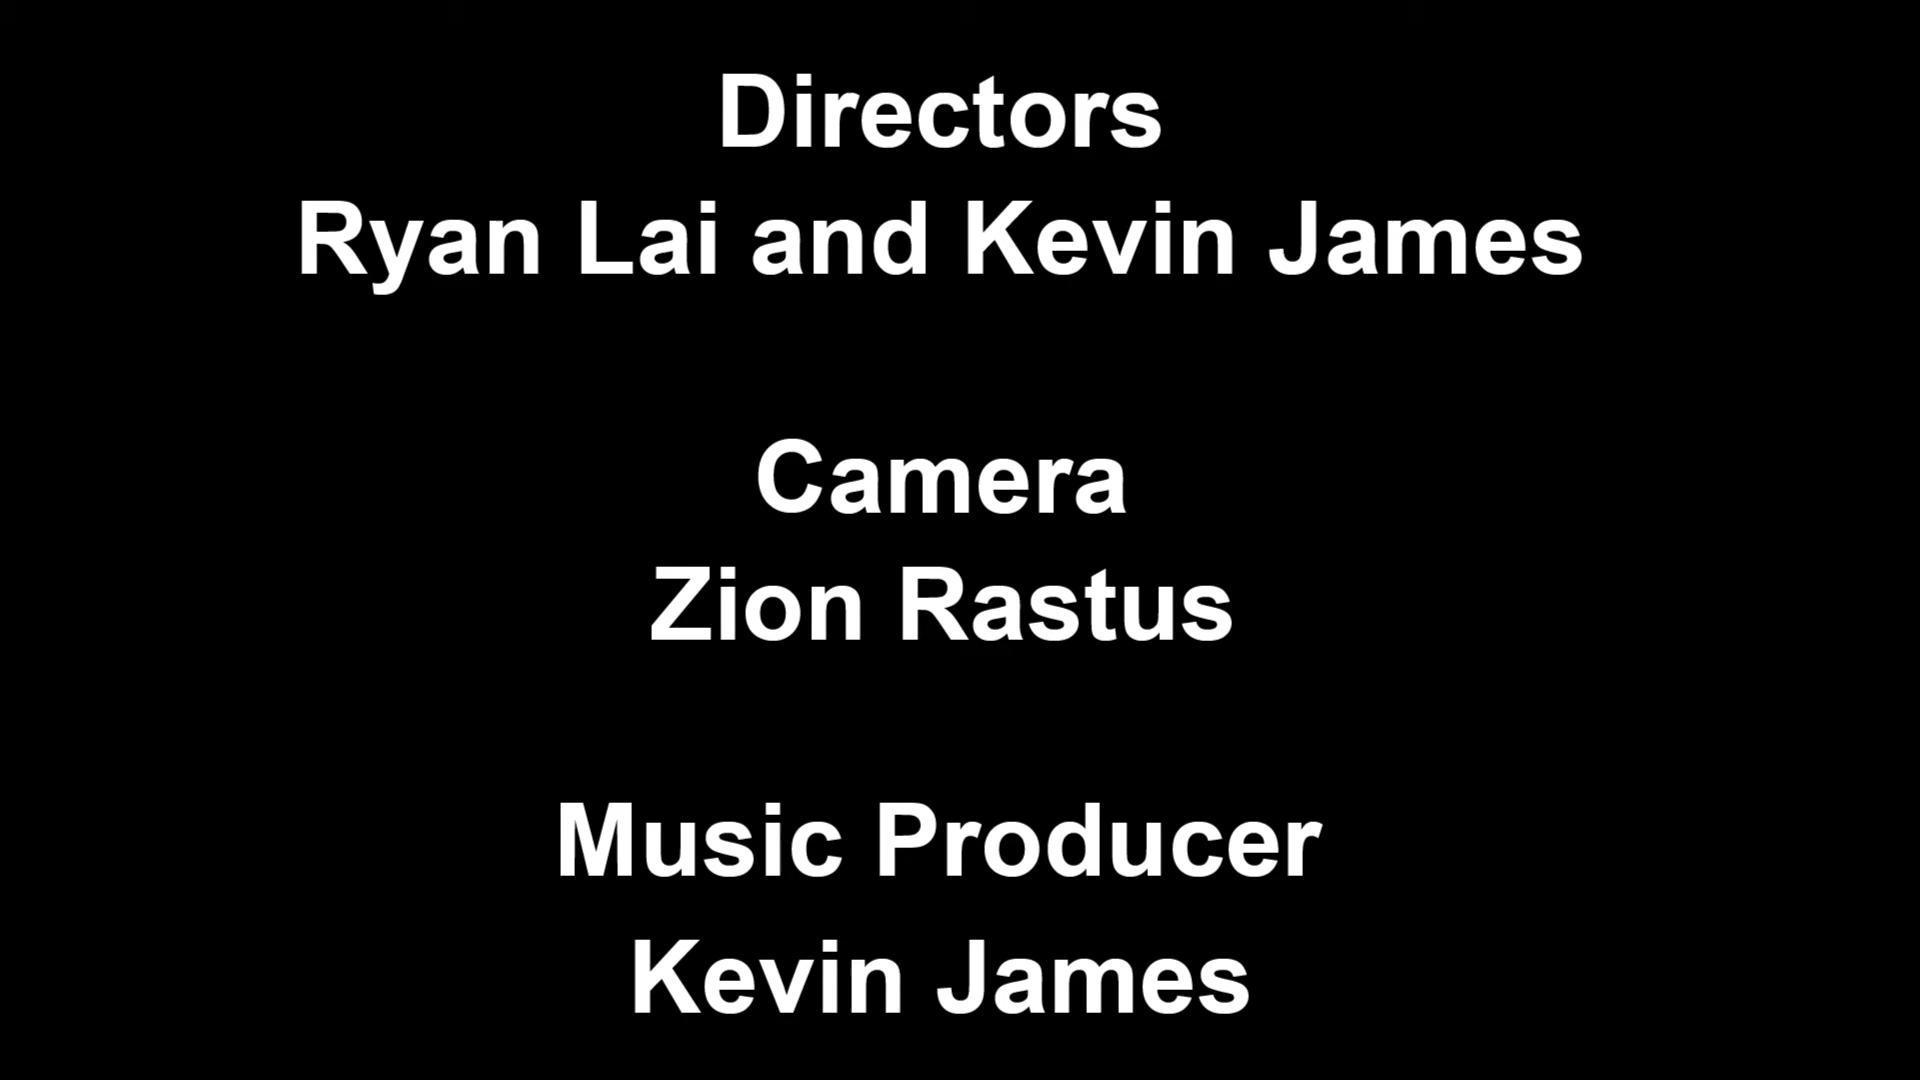 Directors
Ryan Lai and Kevin James
Camera
Zion Rastus
Music Producer
Kevin James